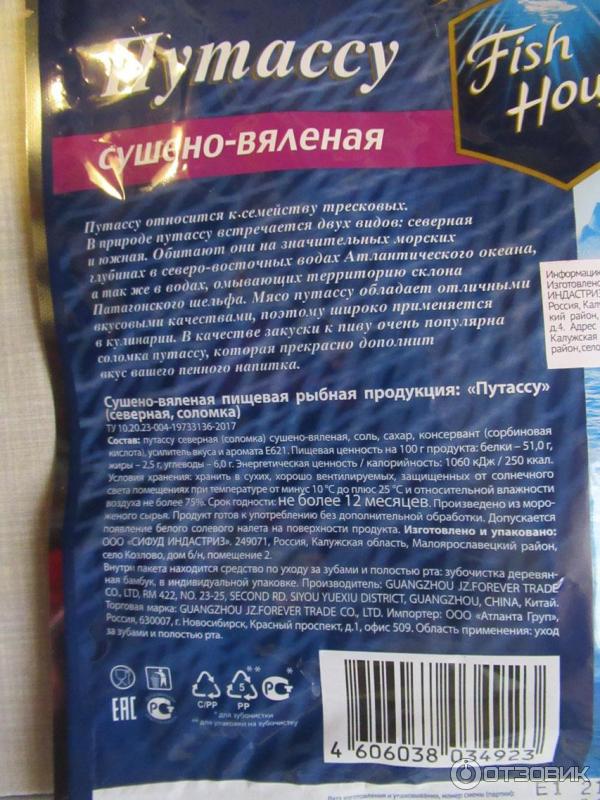 Путассу
Fish
Hou
сушено-вяленая
Путассу относится к семейству тресковых.
В природе путассу встречается двух видов: северная
и южная. Обитают они на значительных морских
глубинах в северо-восточных водах Атлантического океана,
а так же в водах, омывающих территорию склона
Патагонского шельфа. Мясо путассу обладает отличными
вкусовыми качествами, поэтому широко применяется
в кулинарии. В качестве закуски к пиву очень популярна
соломка путассу, которая прекрасно дополнит
вкус вашего пенного напитка.
Информацию
Изготовлено
ИНДАСТРИЗ
Россия, Калу
кий район,
д.4. Адрес
Калужская
район, село
Сушено-вяленая пищевая рыбная продукция: «Путассу»
(северная, соломка)
ТУ 10.20.23-004-19733136-2017
Состав: путассу северная (соломка) сушено-вяленая, соль, сахар, консервант (сорбиновая
кислота), усилитель вкуса и аромата Е621. Пищевая ценность на 100 г продукта: белки – 51,0 г,
жиры – 2,5 г, углеводы – 6,0 г. Энергетическая ценность / калорийность: 1060 кДж / 250 ккал.
Условия хранения: хранить в сухих, хорошо вентилируемых, защищенных от солнечного
света помещениях при температуре от минус 10 °С до плюс 25 °С и относительной влажности
воздуха не более 75%. Срок годности: не более 12 месяцев. Произведено из моро-
женого сырья. Продукт готов к употреблению без дополнительной обработки. Допускается
появление белого солевого налета на поверхности продукта. Изготовлено и упаковано:
ООО «СИФУД ИНДАСТРИЗ». 249071, Россия, Калужская область, Малоярославецкий район,
село Козлово, дом б/н, помещение 2.
Внутри пакета находится средство по уходу за зубами и полостью рта: зубочистка деревян-
ная бамбук, в индивидуальной упаковке. Производитель: GUANGZHOU JZ.FOREVER TRADE
CO., LTD, RM 422, NO. 23-25, SECOND RD. SIYOU YUEXIU DISTRICT, GUANGZHOU, CHINA, Китай.
Торговая марка: GUANGZHOU JZ.FOREVER TRADE CO., LTD. Импортер: ООО «Атланта Груп»,
Россия, 630007, г. Новосибирск, Красный проспект, д.1, офис 509. Область применения: уход
за зубами и полостью рта.
* **
5
C/PP PP
EAC
* для зубочистки
** для упаковки на зубочистку
4 606038 034923
Дата изготовления и упаковывания, номер смены (партии):
E1 21
ОТЗОВИК